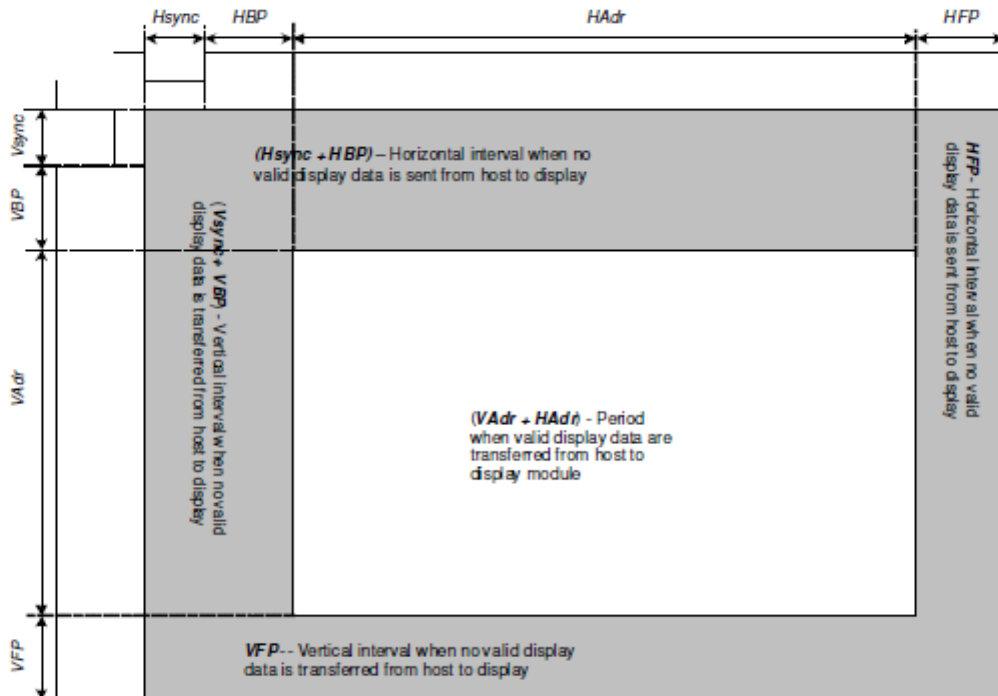 Hsync HBP HAdr HFP
Vsync
(Hsync + HBP) – Horizontal interval when no
valid display data is sent from host to display
VBP
HFP - Horizontal interval when no valid
display data is sent from host to display
(Vsync + VBP) - Vertical interval when no valid
display data is transferred from host to display
VAdr
(VAdr + HAdr) - Period
when valid display data are
transferred from host to
display module
VFP
VFP - - Vertical interval when no valid display
data is transferred from host to display